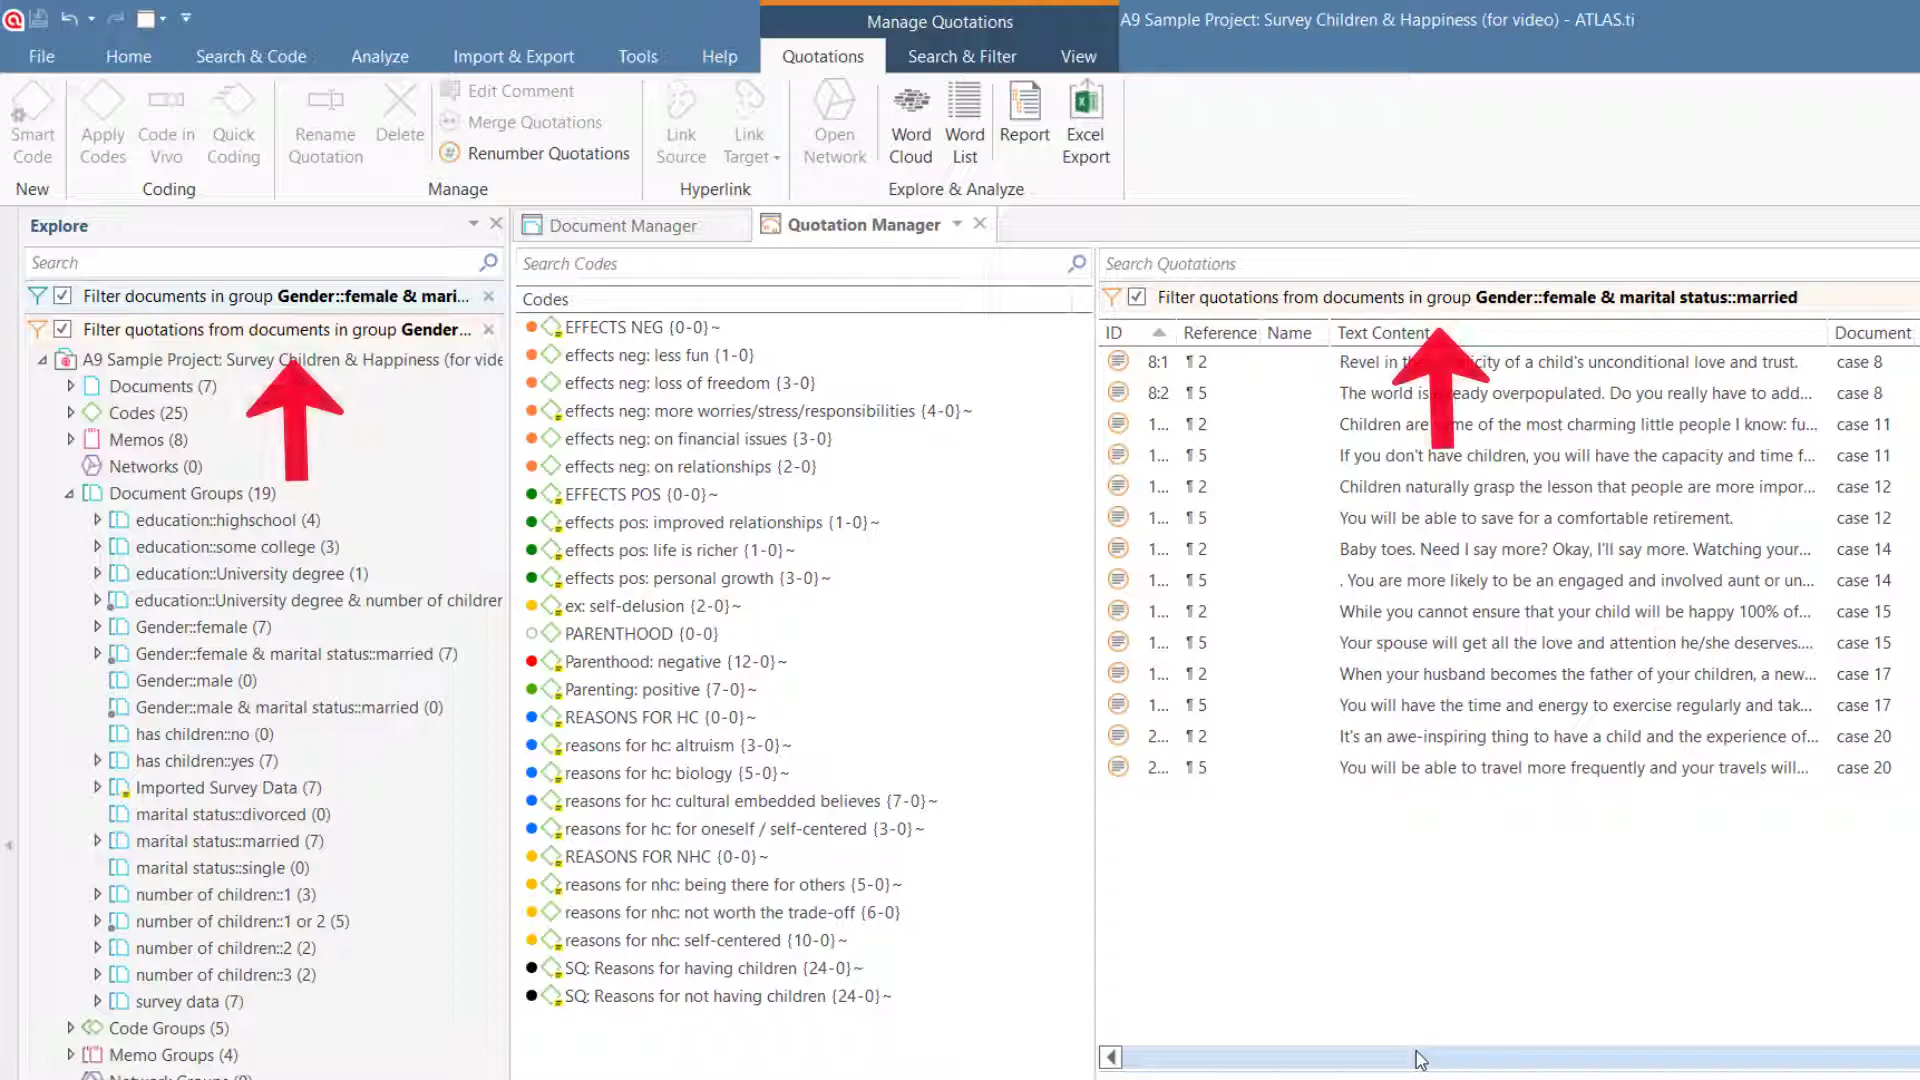 Manage Quotations
A9 Sample Project: Survey Children & Happiness (for video) - ATLAS.ti
File Home Search & Code Analyze Import & Export Tools Help Quotations Search & Filter View
Smart Code
Apply Codes
Code in Vivo
Quick Coding
Rename Quotation
Delete
Edit Comment
Merge Quotations
Renumber Quotations
Link Source
Link Target
Open Network
Word Cloud
Word List
Report
Excel Export
New Coding Manage Hyperlink Explore & Analyze
Explore
Search
Filter documents in group Gender::female & mari...
Filter quotations from documents in group Gender...
A9 Sample Project: Survey Children & Happiness (for vide
Documents (7)
Codes (25)
Memos (8)
Networks (0)
Document Groups (19)
education::highschool (4)
education::some college (3)
education::University degree (1)
education::University degree & number of children
Gender::female (7)
Gender::female & marital status::married (7)
Gender::male (0)
Gender::male & marital status::married (0)
has children::no (0)
has children::yes (7)
Imported Survey Data (7)
marital status::divorced (0)
marital status::married (7)
marital status::single (0)
number of children::1 (3)
number of children::1 or 2 (5)
number of children::2 (2)
number of children::3 (2)
survey data (7)
Code Groups (5)
Memo Groups (4)
Document Manager
Quotation Manager
Search Codes
Codes
EFFECTS NEG {0-0}~
effects neg: less fun {1-0}
effects neg: loss of freedom {3-0}
effects neg: more worries/stress/responsibilities {4-0}~
effects neg: on financial issues {3-0}
effects neg: on relationships {2-0}
EFFECTS POS {0-0}~
effects pos: improved relationships {1-0}~
effects pos: life is richer {1-0}~
effects pos: personal growth {3-0}~
ex: self-delusion {2-0}~
PARENTHOOD {0-0}
Parenthood: negative {12-0}~
Parenting: positive {7-0}~
REASONS FOR HC {0-0}~
reasons for hc: altruism {3-0}~
reasons for hc: biology {5-0}~
reasons for hc: cultural embedded believes {7-0}~
reasons for hc: for oneself / self-centered {3-0}~
REASONS FOR NHC {0-0}~
reasons for nhc: being there for others {5-0}~
reasons for nhc: not worth the trade-off {6-0}
reasons for nhc: self-centered {10-0}~
SQ: Reasons for having children {24-0}~
SQ: Reasons for not having children {24-0}~
Search Quotations
Filter quotations from documents in group Gender::female & marital status::married
ID Reference Name Text Content Document
8:1 ¶ 2 Revel in of a child's unconditional love and trust. case 8
8:2 ¶ 5 The world is overpopulated. Do you really have to add... case 8
1... ¶ 2 Children are of the most charming little people I know: fu... case 11
1... ¶ 5 If you don't have children, you will have the capacity and time f... case 11
1... ¶ 2 Children naturally grasp the lesson that people are more impor... case 12
1... ¶ 5 You will be able to save for a comfortable retirement. case 12
1... ¶ 2 Baby toes. Need I say more? Okay, I'll say more. Watching your... case 14
1... ¶ 5 . You are more likely to be an engaged and involved aunt or un... case 14
1... ¶ 2 While you cannot ensure that your child will be happy 100% of... case 15
1... ¶ 5 Your spouse will get all the love and attention he/she deserves.... case 15
1... ¶ 2 When your husband becomes the father of your children, a new... case 17
1... ¶ 5 You will have the time and energy to exercise regularly and tak... case 17
2... ¶ 2 It's an awe-inspiring thing to have a child and the experience of... case 20
2... ¶ 5 You will be able to travel more frequently and your travels will... case 20